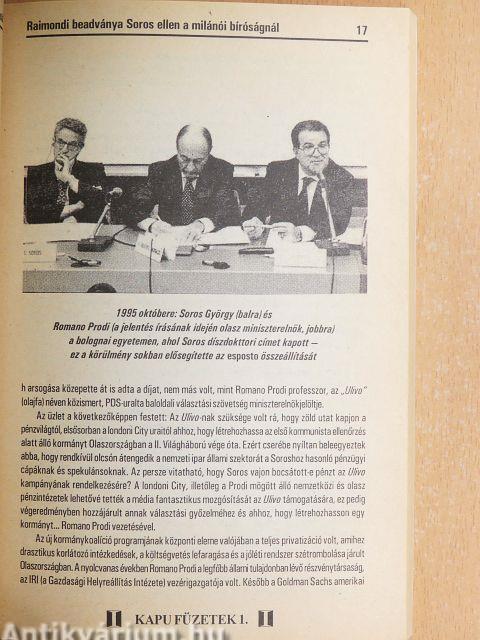 Raimondi beadványa Soros ellen a milánói bíróságnál 17
1995 októbere: Soros György (balra) és
Romano Prodi (a jelentés írásának idején olasz miniszterelnök, jobbra)
a bolognai egyetemen, ahol Soros díszdokttori címet kapott –
ez a körülmény sokban elősegítette az esposto összeállítását
h arsogása közepette át is adta a díjat, nem más volt, mint Romano Prodi professzor, az „Ulivo”
(olajfa) néven közismert, PDS-uralta baloldali választási szövetség miniszterelnökjelöltje.
Az üzlet a következőképpen festett: Az Ulivo-nak szüksége volt rá, hogy zöld utat kapjon a
pénzvilágtól, elsősorban a londoni City uraitól ahhoz, hogy létrehozhassa az első kommunista ellenőrzés
alatt álló kormányt Olaszországban a II. Világháború vége óta. Ezért cserébe nyíltan beleegyeztek
abba, hogy rendkívül olcsón átengedik a nemzeti ipar állami szektorát a Soroshoz hasonló pénzügyi
cápáknak és spekulánsoknak. Az persze vitatható, hogy Soros vajon bocsátott-e pénzt az Ulivo
kampányának rendelkezésére? A londoni City, illetőleg a Prodi mögött álló nemzetközi és olasz
pénzintézetek lehetővé tették a média fantasztikus mozgósítását az Ulivo támogatására, ez pedig
végeredményben hozzájárult annak választási győzelméhez és ahhoz, hogy létrehozhasson egy
kormányt... Romano Prodi vezetésével.
Az új kormánykoalíció programjának központi eleme valójában a teljes privatizáció volt, amihez
drasztikus korlátozó intézkedések, a költségvetés lefaragása és a jóléti rendszer szétrombolása járult
Olaszországban. A nyolcvanas években Romano Prodi a legfőbb állami tulajdonban lévő részvénytársaság,
az IRI (a Gazdasági Helyreállítás Intézete) vezérigazgatója volt. Később a Goldman Sachs amerikai
KAPU FÜZETEK 1.
Antikvarium.hu